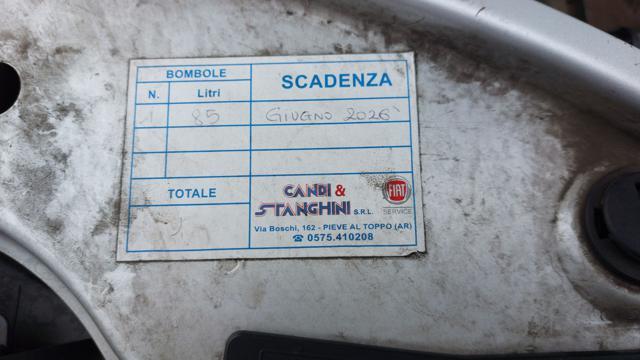 BOMBOLE SCADENZA
N. Litri
1 85 GIUGNO 2026
TOTALE
CANDI &
STANGHINI S.R.L.
FIAT
SERVICE
Via Boschi, 162 - PIEVE AL TOPPO (AR)
☎ 0575.410208